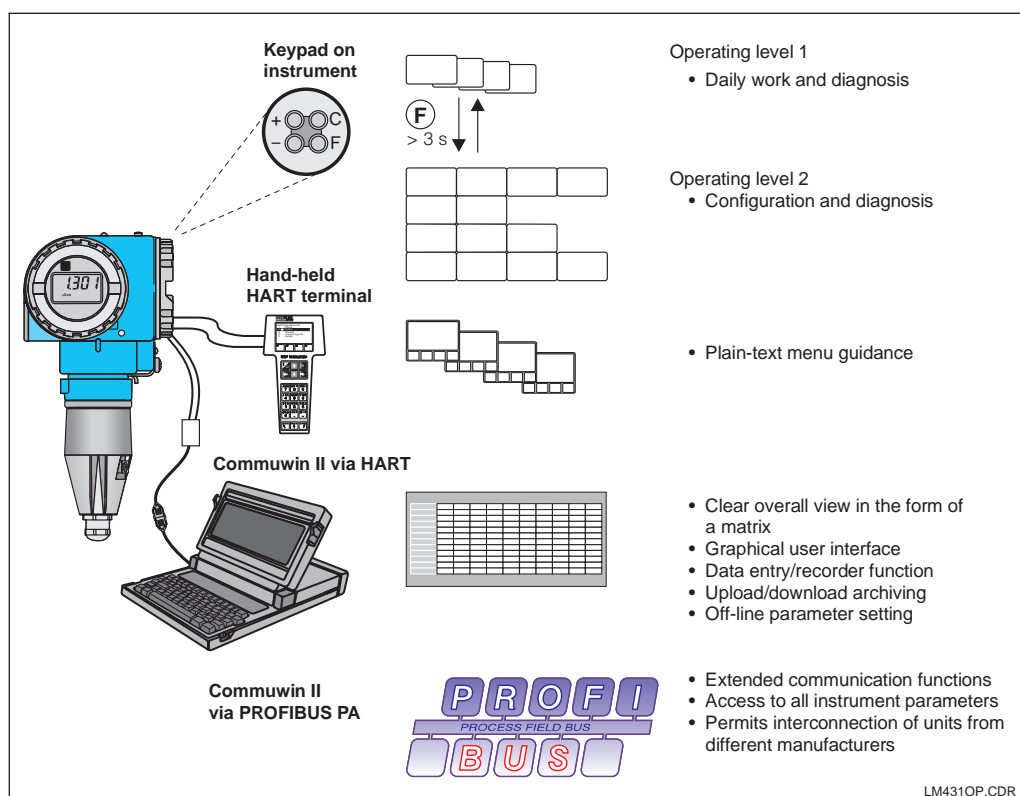 Keypad on
instrument
+ C
− F
F
> 3 s
Operating level 1
• Daily work and diagnosis
Operating level 2
• Configuration and diagnosis
1.301
Hand-held
HART terminal
• Plain-text menu guidance
Commuwin II via HART
• Clear overall view in the form of
a matrix
• Graphical user interface
• Data entry/recorder function
• Upload/download archiving
• Off-line parameter setting
Commuwin II
via PROFIBUS PA
PROFI
PROCESS FIELD BUS
BUS
• Extended communication functions
• Access to all instrument parameters
• Permits interconnection of units from
different manufacturers
LM431OP.CDR